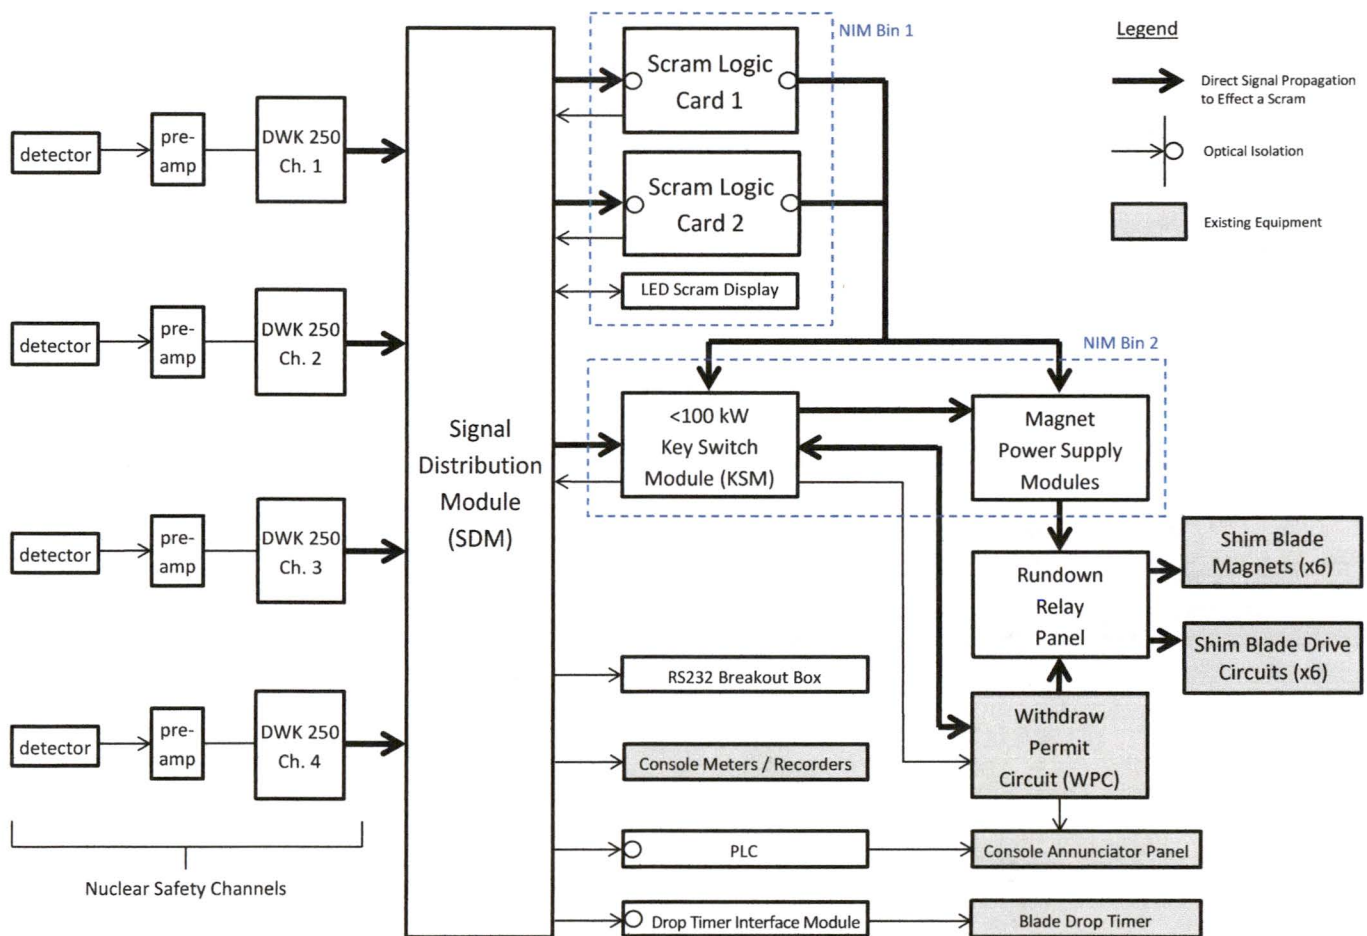 NIM Bin 1
Legend
Scram Logic
Card 1
Direct Signal Propagation
to Effect a Scram
detector
pre-
amp
DWK 250
Ch. 1
Optical Isolation
Scram Logic
Card 2
Existing Equipment
LED Scram Display
detector
pre-
amp
DWK 250
Ch. 2
NIM Bin 2
Signal
Distribution
Module
(SDM)
<100 kW
Key Switch
Module (KSM)
Magnet
Power Supply
Modules
detector
pre-
amp
DWK 250
Ch. 3
Rundown
Relay
Panel
Shim Blade
Magnets (x6)
Shim Blade Drive
Circuits (x6)
RS232 Breakout Box
detector
pre-
amp
DWK 250
Ch. 4
Console Meters / Recorders
Withdraw
Permit
Circuit (WPC)
PLC
Console Annunciator Panel
Nuclear Safety Channels
Drop Timer Interface Module
Blade Drop Timer